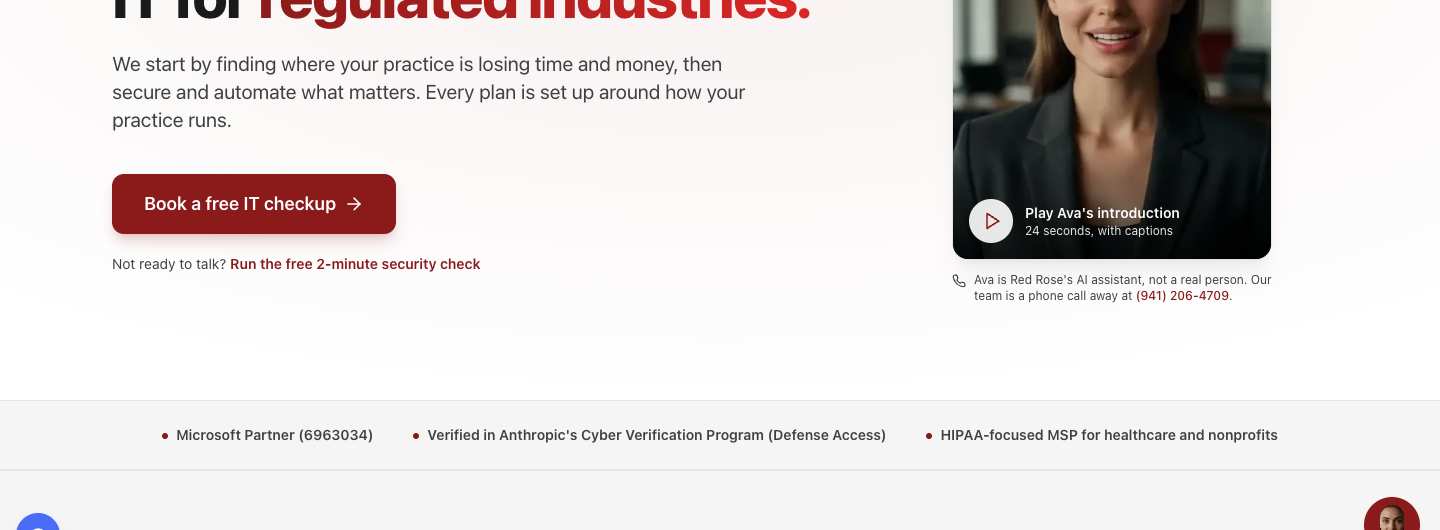 IT for regulated industries.
We start by finding where your practice is losing time and money, then
secure and automate what matters. Every plan is set up around how your
practice runs.
Book a free IT checkup
Not ready to talk? Run the free 2-minute security check
Play Ava's introduction
24 seconds, with captions
Ava is Red Rose's AI assistant, not a real person. Our
team is a phone call away at (941) 206-4709.
Microsoft Partner (6963034)
Verified in Anthropic's Cyber Verification Program (Defense Access)
HIPAA-focused MSP for healthcare and nonprofits